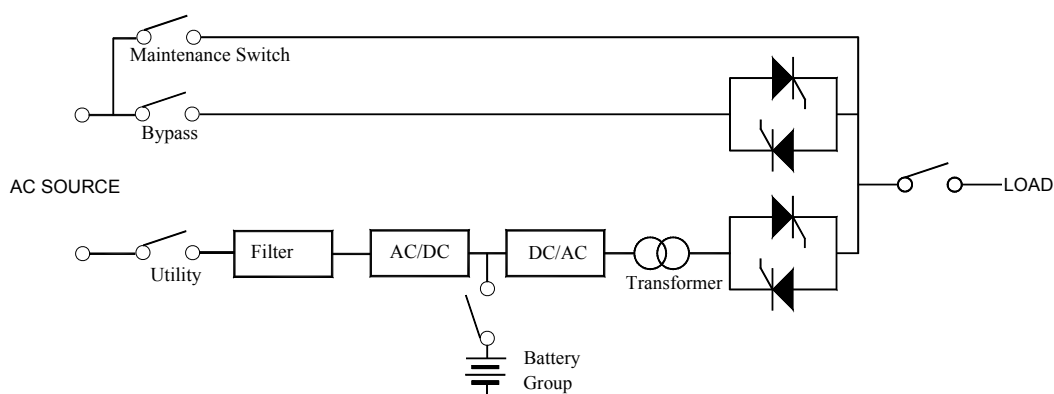 Maintenance Switch
Bypass
AC SOURCE
LOAD
Utility
Filter
AC/DC
DC/AC
Transformer
Battery
Group